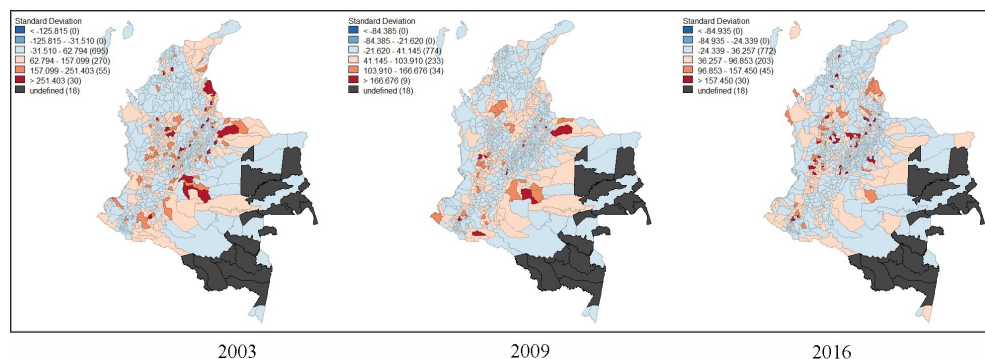 Standard Deviation
< -125.815 (0)
-125.815 - -31.510 (0)
-31.510 - 62.794 (695)
62.794 - 157.099 (270)
157.099 - 251.403 (55)
> 251.403 (30)
undefined (18)
Standard Deviation
< -84.385 (0)
-84.385 - -21.620 (0)
-21.620 - 41.145 (774)
41.145 - 103.910 (233)
103.910 - 166.676 (34)
> 166.676 (9)
undefined (18)
Standard Deviation
< -84.935 (0)
-84.935 - -24.339 (0)
-24.339 - 36.257 (772)
36.257 - 96.853 (203)
96.853 - 157.450 (45)
> 157.450 (30)
undefined (18)
2003
2009
2016